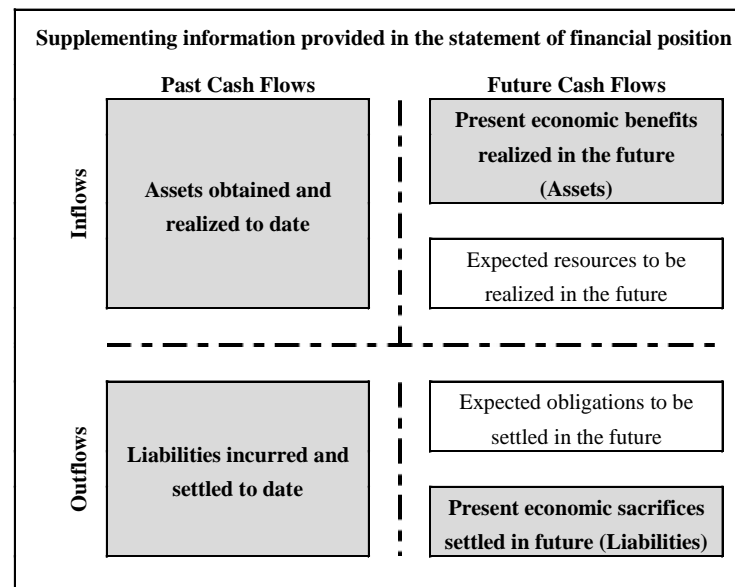 Supplementing information provided in the statement of financial position
Past Cash Flows
Future Cash Flows
Inflows
Assets obtained and
realized to date
Present economic benefits
realized in the future
(Assets)
Expected resources to be
realized in the future
Outflows
Liabilities incurred and
settled to date
Expected obligations to be
settled in the future
Present economic sacrifices
settled in future (Liabilities)